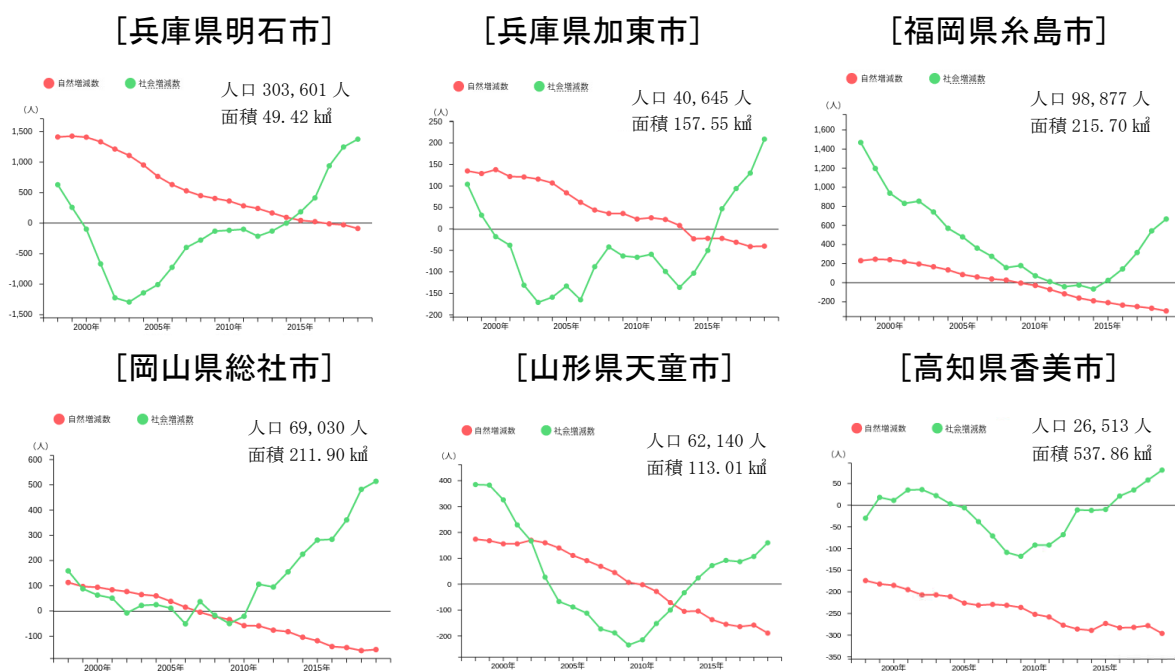 [兵庫県明石市]
自然増減数 社会増減数
人口 303,601 人
面積 49.42 ㎢
(人)
1,500
1,000
500
0
-500
-1,000
-1,500
2000年 2005年 2010年 2015年
[兵庫県加東市]
自然増減数 社会増減数
人口 40,645 人
面積 157.55 ㎢
(人)
250
200
150
100
50
0
-50
-100
-150
-200
2000年 2005年 2010年 2015年
[福岡県糸島市]
自然増減数 社会増減数
人口 98,877 人
面積 215.70 ㎢
(人)
1,600
1,400
1,200
1,000
800
600
400
200
0
-200
2000年 2005年 2010年 2015年
[岡山県総社市]
自然増減数 社会増減数
人口 69,030 人
面積 211.90 ㎢
(人)
600
500
400
300
200
100
0
-100
2000年 2005年 2010年 2015年
[山形県天童市]
自然増減数 社会増減数
人口 62,140 人
面積 113.01 ㎢
(人)
400
300
200
100
0
-100
-200
2000年 2005年 2010年 2015年
[高知県香美市]
自然増減数 社会増減数
人口 26,513 人
面積 537.86 ㎢
(人)
50
0
-50
-100
-150
-200
-250
-300
-350
2000年 2005年 2010年 2015年